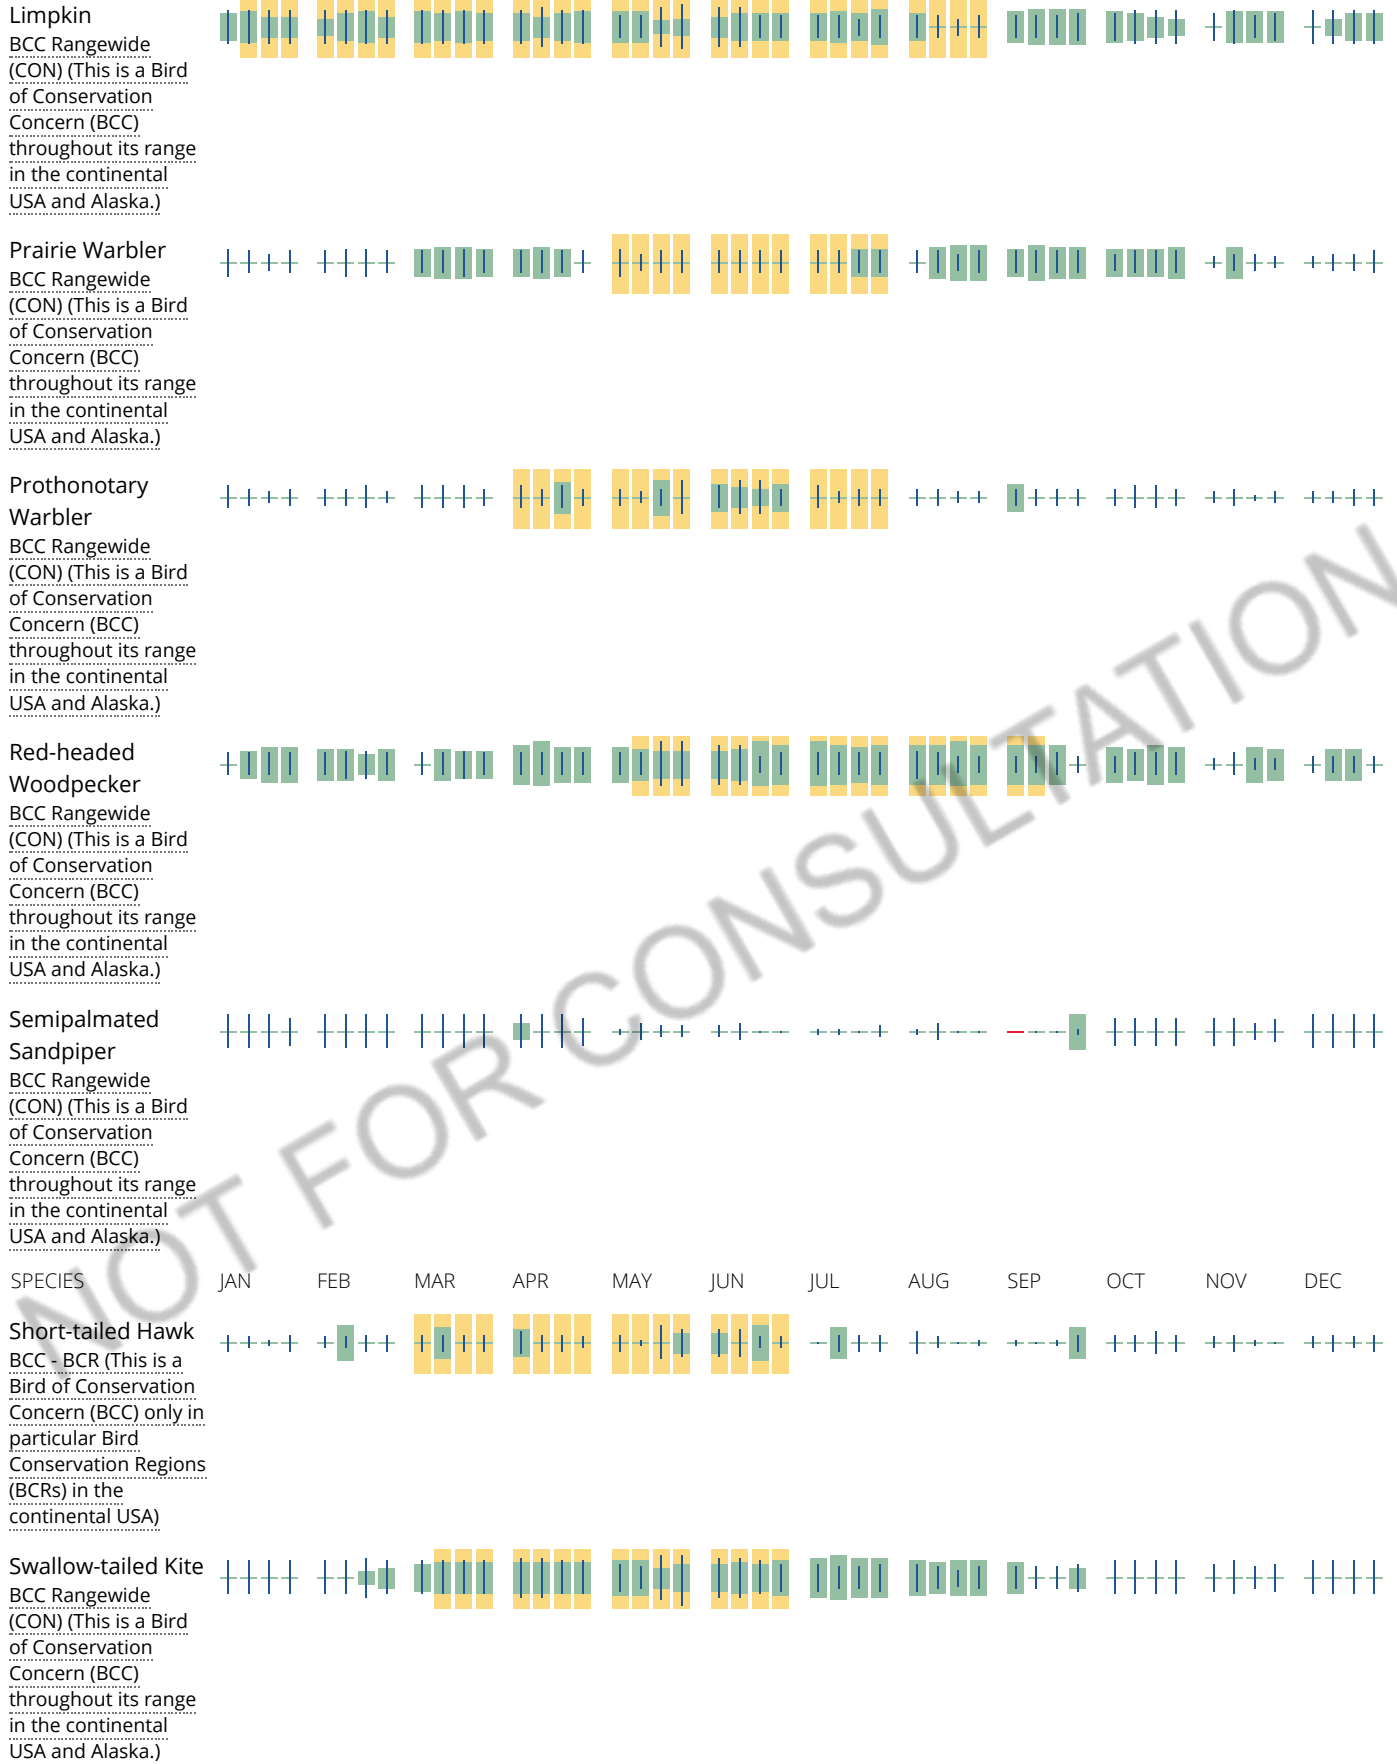 Limpkin
BCC Rangewide
(CON) (This is a Bird
of Conservation
Concern (BCC)
throughout its range
in the continental
USA and Alaska.)
Prairie Warbler
BCC Rangewide
(CON) (This is a Bird
of Conservation
Concern (BCC)
throughout its range
in the continental
USA and Alaska.)
Prothonotary
Warbler
BCC Rangewide
(CON) (This is a Bird
of Conservation
Concern (BCC)
throughout its range
in the continental
USA and Alaska.)
Red-headed
Woodpecker
BCC Rangewide
(CON) (This is a Bird
of Conservation
Concern (BCC)
throughout its range
in the continental
USA and Alaska.)
Semipalmated
Sandpiper
BCC Rangewide
(CON) (This is a Bird
of Conservation
Concern (BCC)
throughout its range
in the continental
USA and Alaska.)
SPECIES JAN FEB MAR APR MAY JUN JUL AUG SEP OCT NOV DEC
Short-tailed Hawk
BCC - BCR (This is a
Bird of Conservation
Concern (BCC) only in
particular Bird
Conservation Regions
(BCRs) in the
continental USA)
Swallow-tailed Kite
BCC Rangewide
(CON) (This is a Bird
of Conservation
Concern (BCC)
throughout its range
in the continental
USA and Alaska.)
NOT FOR CONSULTATION